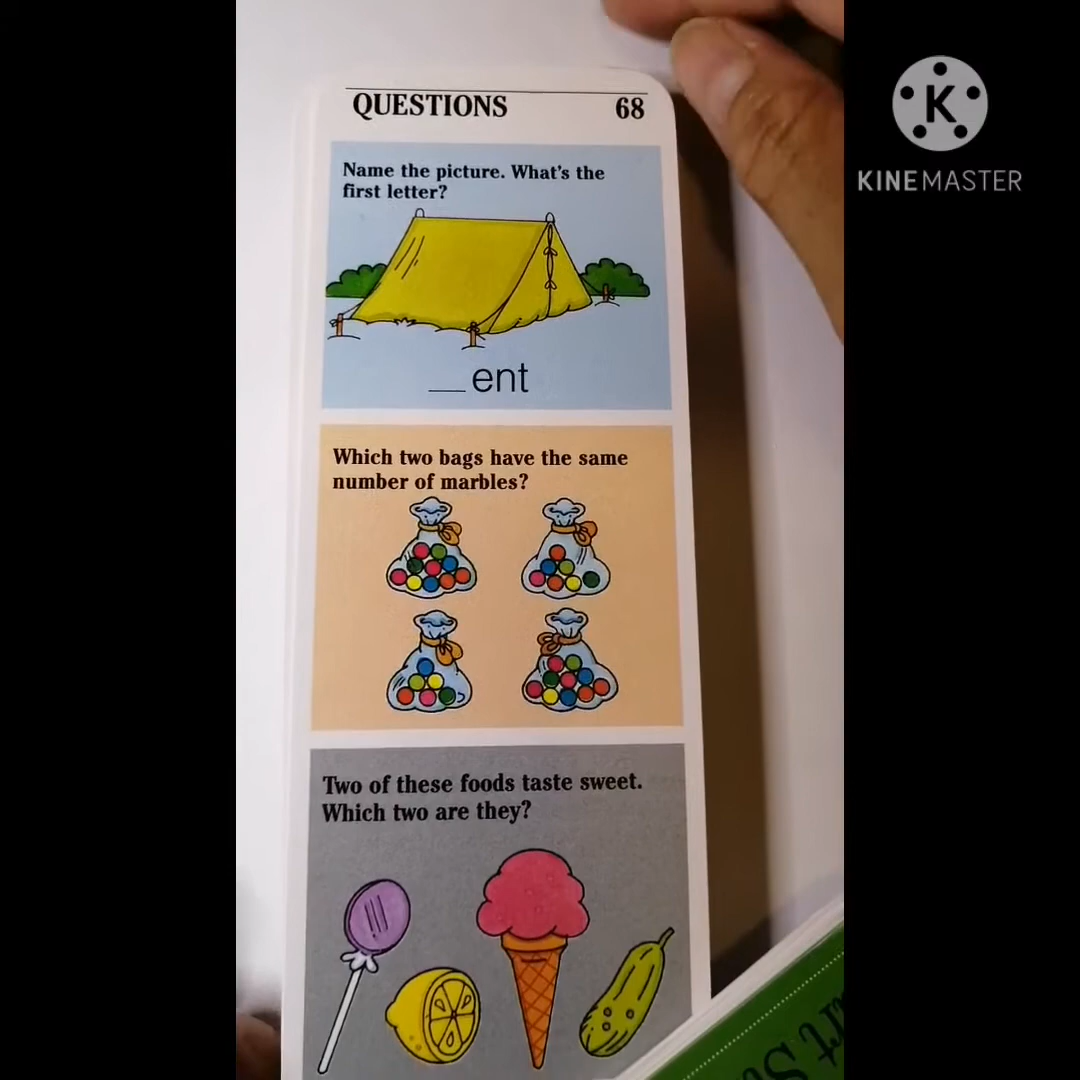 QUESTIONS 68
Name the picture. What's the
first letter?
__ent
Which two bags have the same
number of marbles?
Two of these foods taste sweet.
Which two are they?
K
KINEMASTER